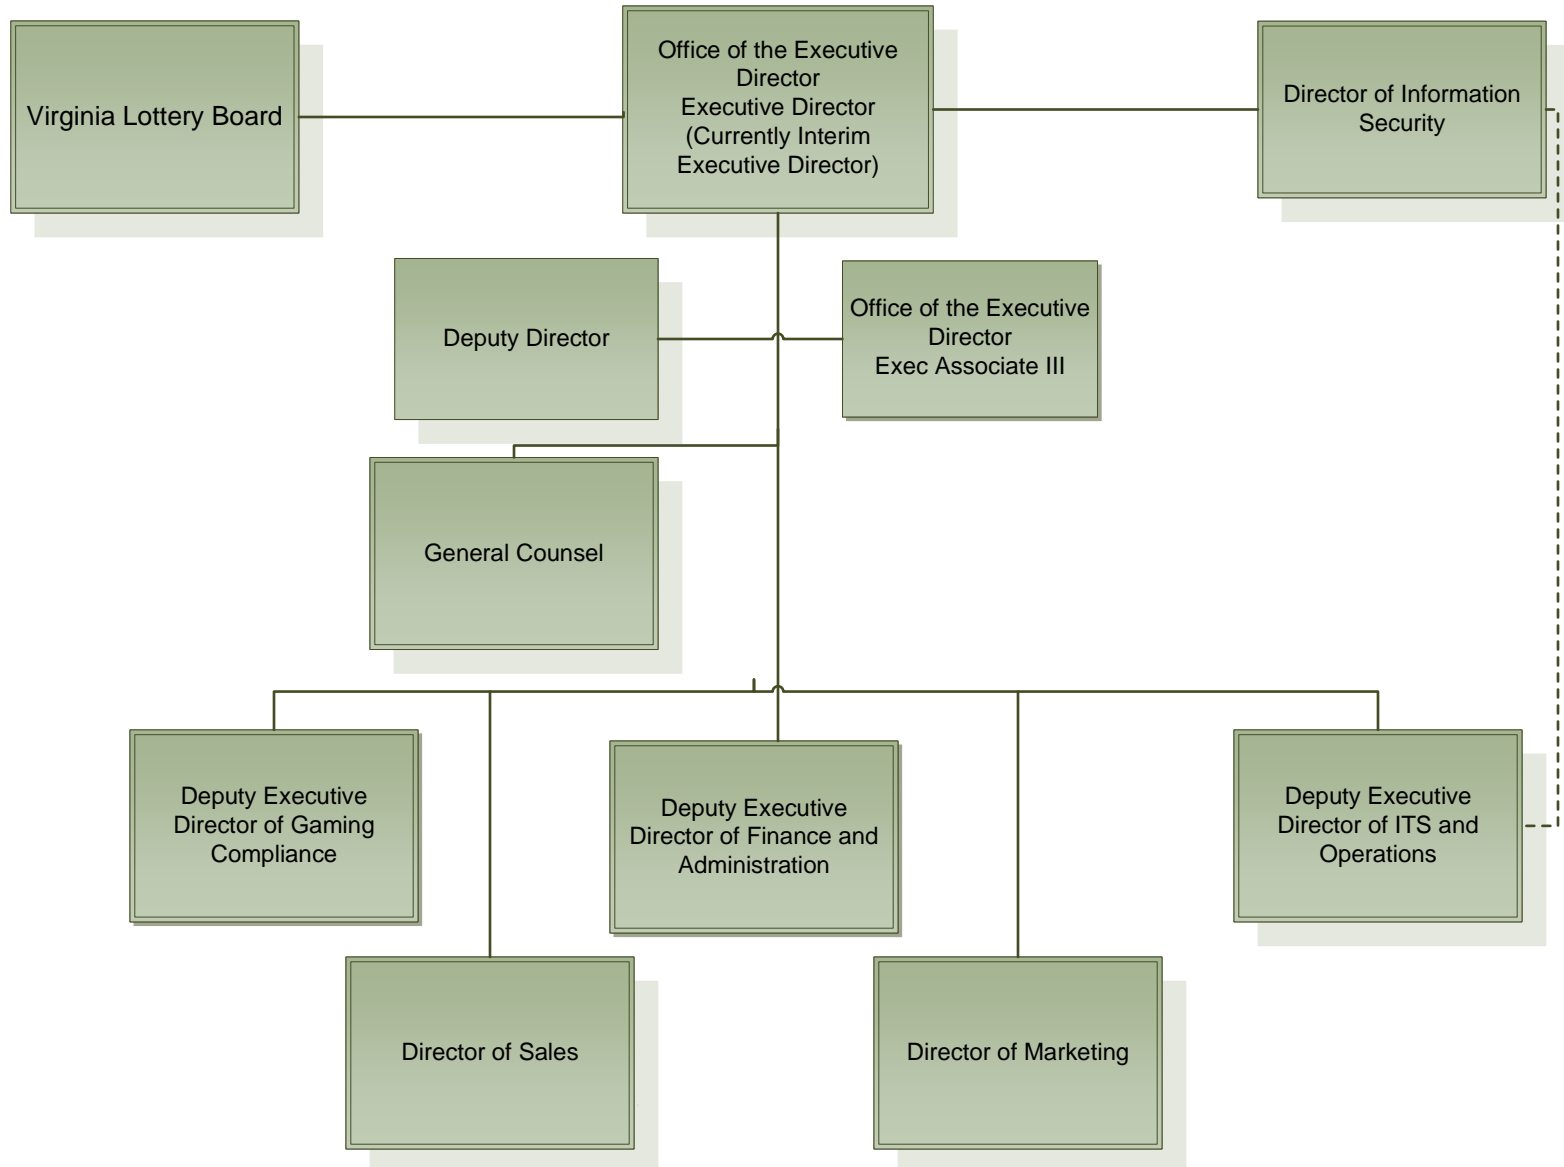 Virginia Lottery Board
Office of the Executive
Director
Executive Director
(Currently Interim
Executive Director)
Director of Information
Security
Deputy Director
Office of the Executive
Director
Exec Associate III
General Counsel
Deputy Executive
Director of Gaming
Compliance
Deputy Executive
Director of Finance and
Administration
Deputy Executive
Director of ITS and
Operations
Director of Sales
Director of Marketing